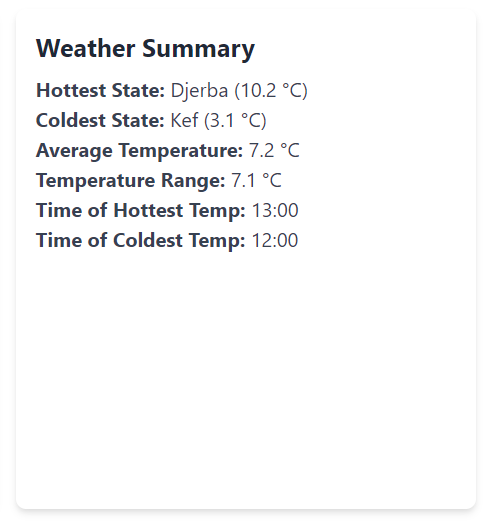 Weather Summary
Hottest State: Djerba (10.2 °C)
Coldest State: Kef (3.1 °C)
Average Temperature: 7.2 °C
Temperature Range: 7.1 °C
Time of Hottest Temp: 13:00
Time of Coldest Temp: 12:00